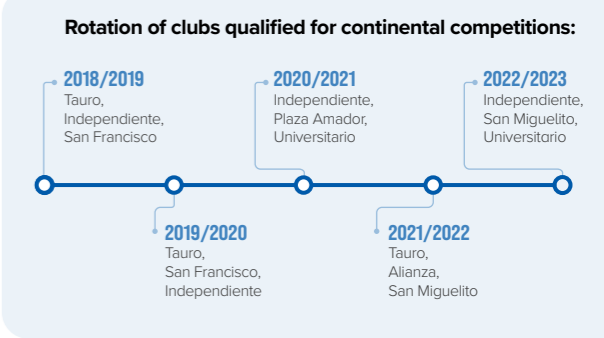 Rotation of clubs qualified for continental competitions:
2018/2019
Tauro,
Independiente,
San Francisco
2019/2020
Tauro,
San Francisco,
Independiente
2020/2021
Independiente,
Plaza Amador,
Universitario
2021/2022
Tauro,
Alianza,
San Miguelito
2022/2023
Independiente,
San Miguelito,
Universitario